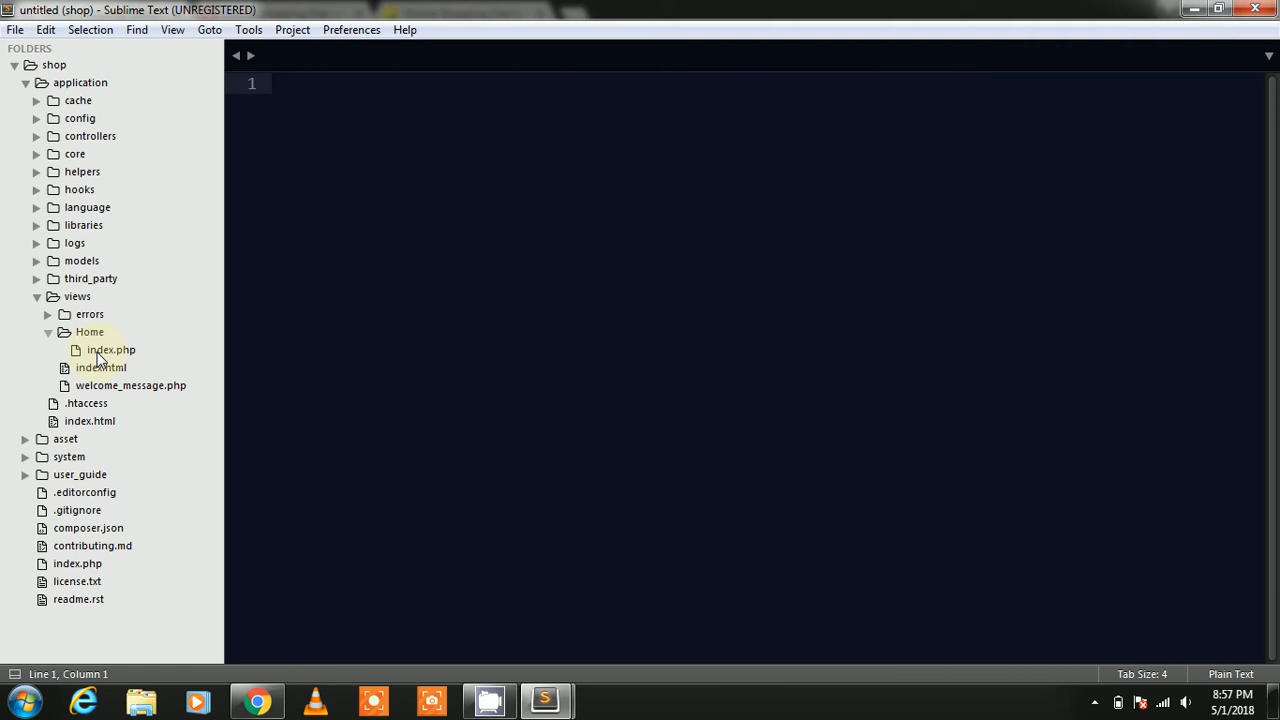 untitled (shop) - Sublime Text (UNREGISTERED)
File Edit Selection Find View Goto Tools Project Preferences Help
FOLDERS
shop
application
cache
config
controllers
core
helpers
hooks
language
libraries
logs
models
third_party
views
errors
Home
index.php
index.html
welcome_message.php
.htaccess
index.html
asset
system
user_guide
.editorconfig
.gitignore
composer.json
contributing.md
index.php
license.txt
readme.rst
1
Line 1, Column 1
Tab Size: 4
Plain Text
8:57 PM
5/1/2018